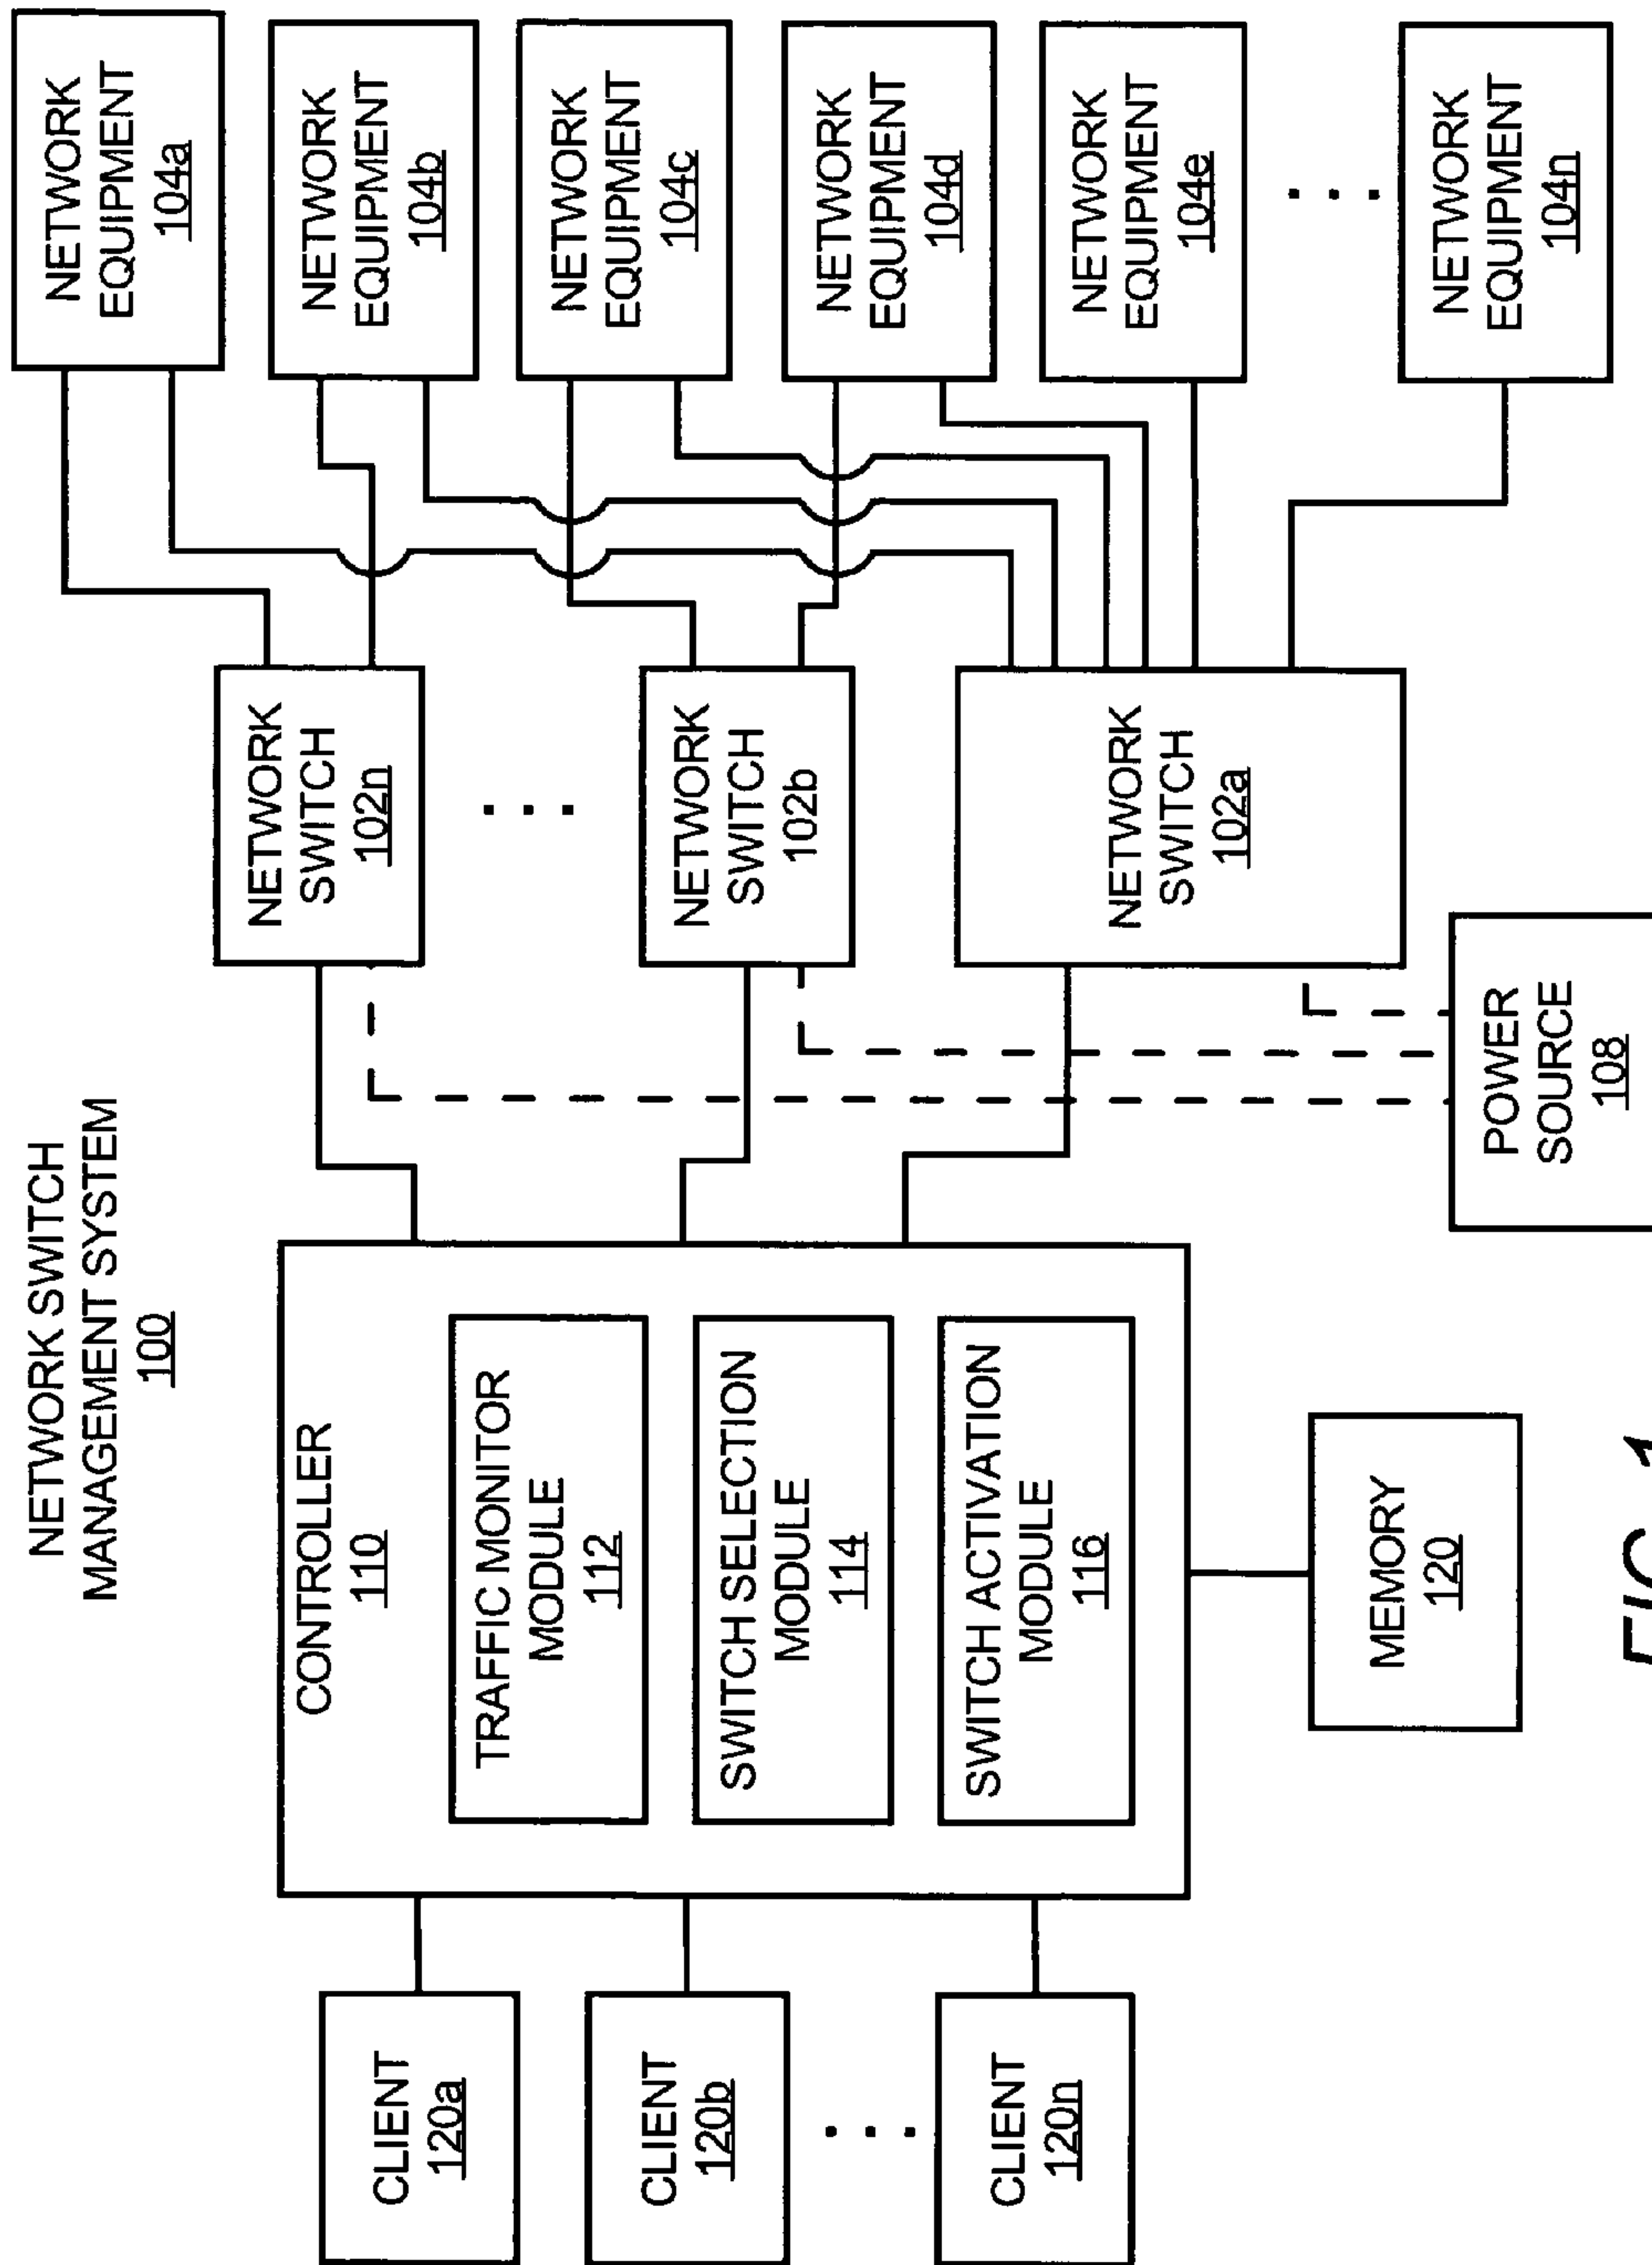 NETWORK SWITCH
MANAGEMENT SYSTEM
100
CLIENT
120a
CLIENT
120b
. . .
CLIENT
120n
CONTROLLER
110
TRAFFIC MONITOR
MODULE
112
SWITCH SELECTION
MODULE
114
SWITCH ACTIVATION
MODULE
116
MEMORY
120
NETWORK
SWITCH
102n
. . .
NETWORK
SWITCH
102b
NETWORK
SWITCH
102a
POWER
SOURCE
108
NETWORK
EQUIPMENT
104a
NETWORK
EQUIPMENT
104b
NETWORK
EQUIPMENT
104c
NETWORK
EQUIPMENT
104d
NETWORK
EQUIPMENT
104e
. . .
NETWORK
EQUIPMENT
104n
FIG. 1